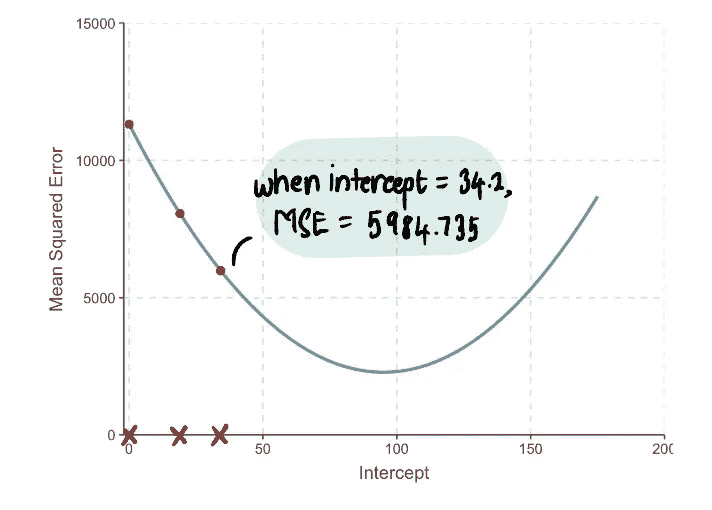 15000
10000
when intercept = 34.2,
MSE = 5984.735
5000
0
0 50 100 150 200
Intercept
Mean Squared Error